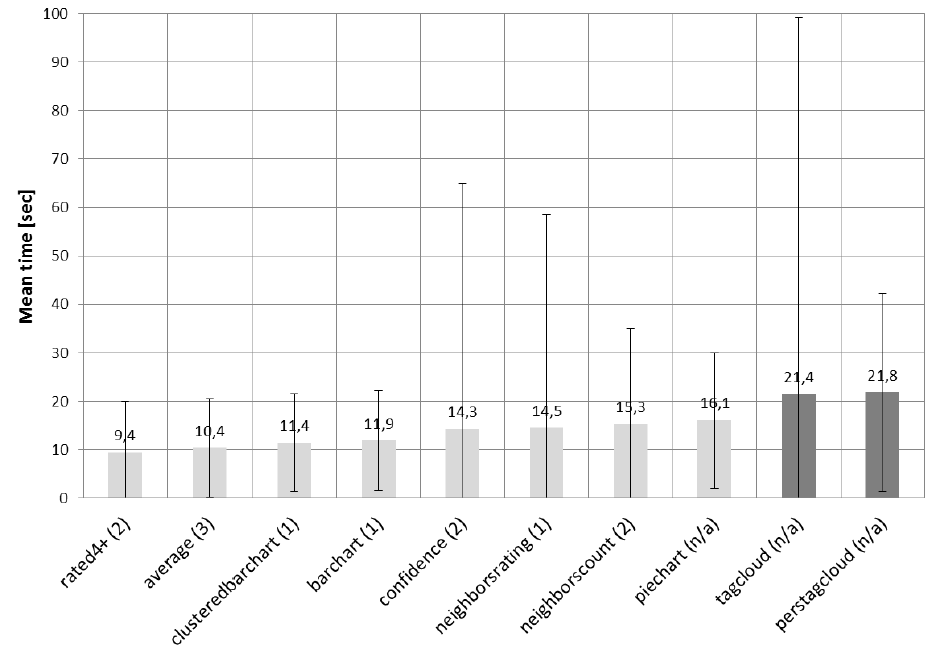 100
90
80
70
60
50
40
30
20
10
0
Mean time [sec]
9,4
10,4
11,4
11,9
14,3
14,5
15,3
16,1
21,4
21,8
rated4+ (2)
average (3)
clusteredbarchart (1)
barchart (1)
confidence (2)
neighborsrating (1)
neighborscount (2)
piechart (n/a)
tagcloud (n/a)
perstagcloud (n/a)